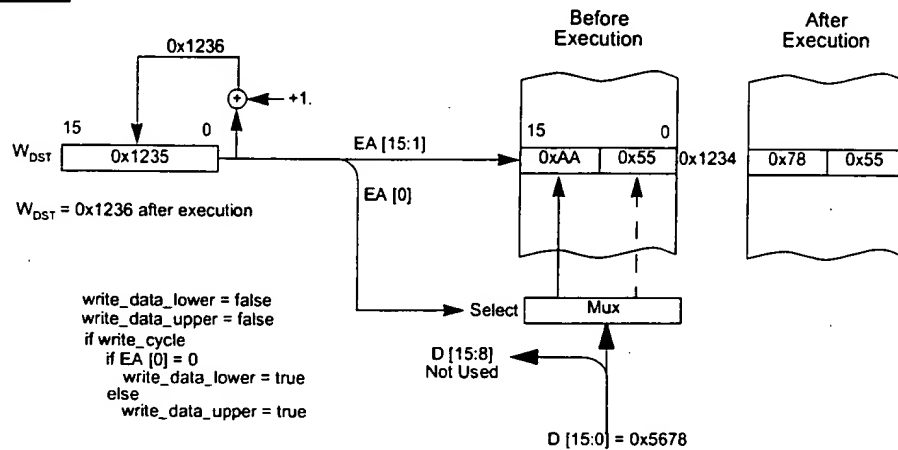 Before
Execution
After
Execution
0x1236
+
+1.
15
0
W_DST
0x1235
EA [15:1]
15
0
0xAA
0x55
0x1234
0x78
0x55
EA [0]
W_DST = 0x1236 after execution
write_data_lower = false
write_data_upper = false
if write_cycle
if EA [0] = 0
write_data_lower = true
else
write_data_upper = true
Select
Mux
D [15:8]
Not Used
D [15:0] = 0x5678